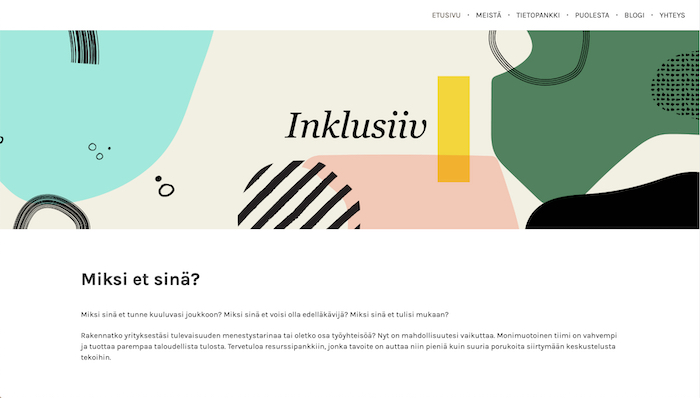 ETUSIVU • MEISTÄ • TIETOPANKKI • PUOLESTA • BLOGI • YHTEYS
Inklusiiv
Miksi et sinä?
Miksi sinä et tunne kuuluvasi joukkoon? Miksi sinä et voisi olla edelläkävijä? Miksi sinä et tulisi mukaan?
Rakennatko yrityksestäsi tulevaisuuden menestystarinaa tai oletko osa työyhteisöä? Nyt on mahdollisuutesi vaikuttaa. Monimuotoinen tiimi on vahvempi
ja tuottaa parempaa taloudellista tulosta. Tervetuloa resurssipankkiin, jonka tavoite on auttaa niin pieniä kuin suuria porukoita siirtymään keskustelusta
tekoihin.